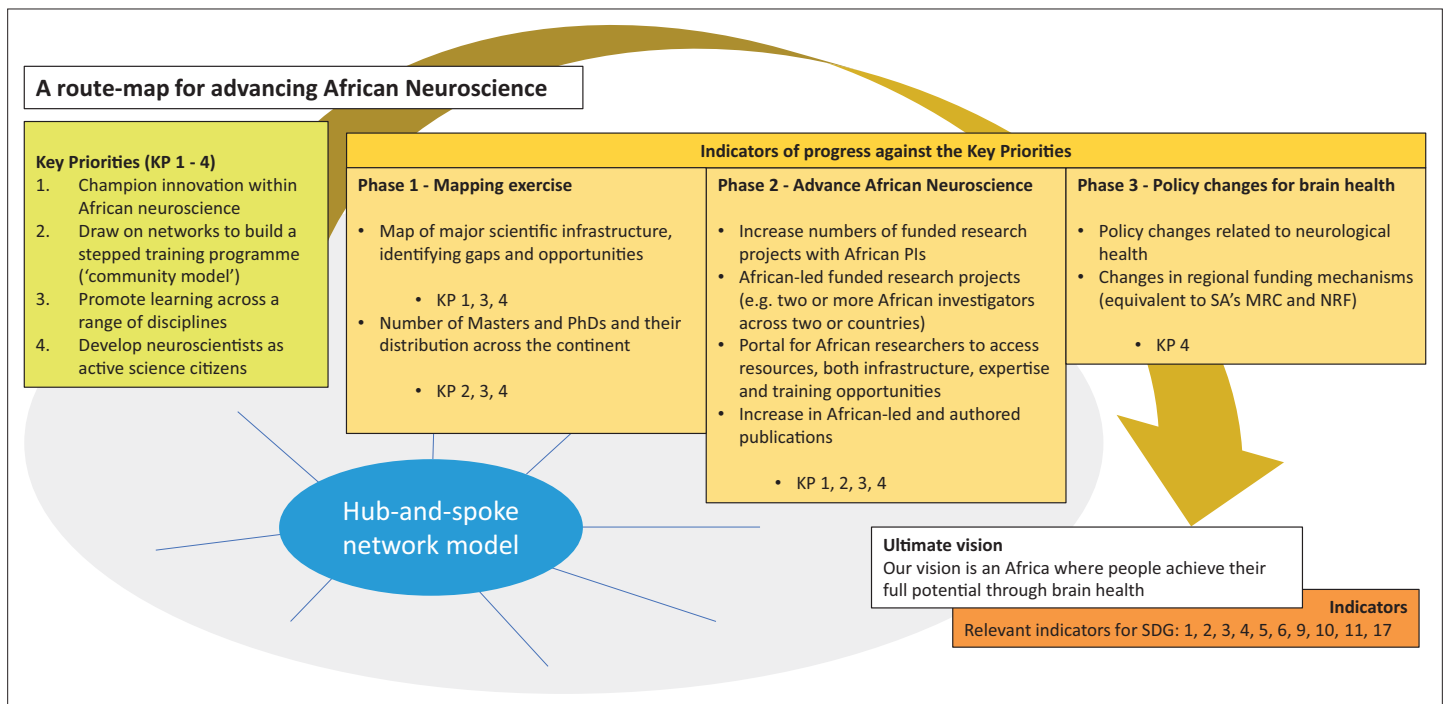 A route-map for advancing African Neuroscience
Key Priorities (KP 1 - 4)
1. Champion innovation within
African neuroscience
2. Draw on networks to build a
stepped training programme
('community model')
3. Promote learning across a
range of disciplines
4. Develop neuroscientists as
active science citizens
Indicators of progress against the Key Priorities
Phase 1 - Mapping exercise
• Map of major scientific infrastructure,
identifying gaps and opportunities
• KP 1, 3, 4
• Number of Masters and PhDs and their
distribution across the continent
• KP 2, 3, 4
Phase 2 - Advance African Neuroscience
• Increase numbers of funded research
projects with African PIs
• African-led funded research projects
(e.g. two or more African investigators
across two or countries)
• Portal for African researchers to access
resources, both infrastructure, expertise
and training opportunities
• Increase in African-led and authored
publications
• KP 1, 2, 3, 4
Phase 3 - Policy changes for brain health
• Policy changes related to neurological
health
• Changes in regional funding mechanisms
(equivalent to SA's MRC and NRF)
• KP 4
Hub-and-spoke
network model
Ultimate vision
Our vision is an Africa where people achieve their
full potential through brain health
Indicators
Relevant indicators for SDG: 1, 2, 3, 4, 5, 6, 9, 10, 11, 17